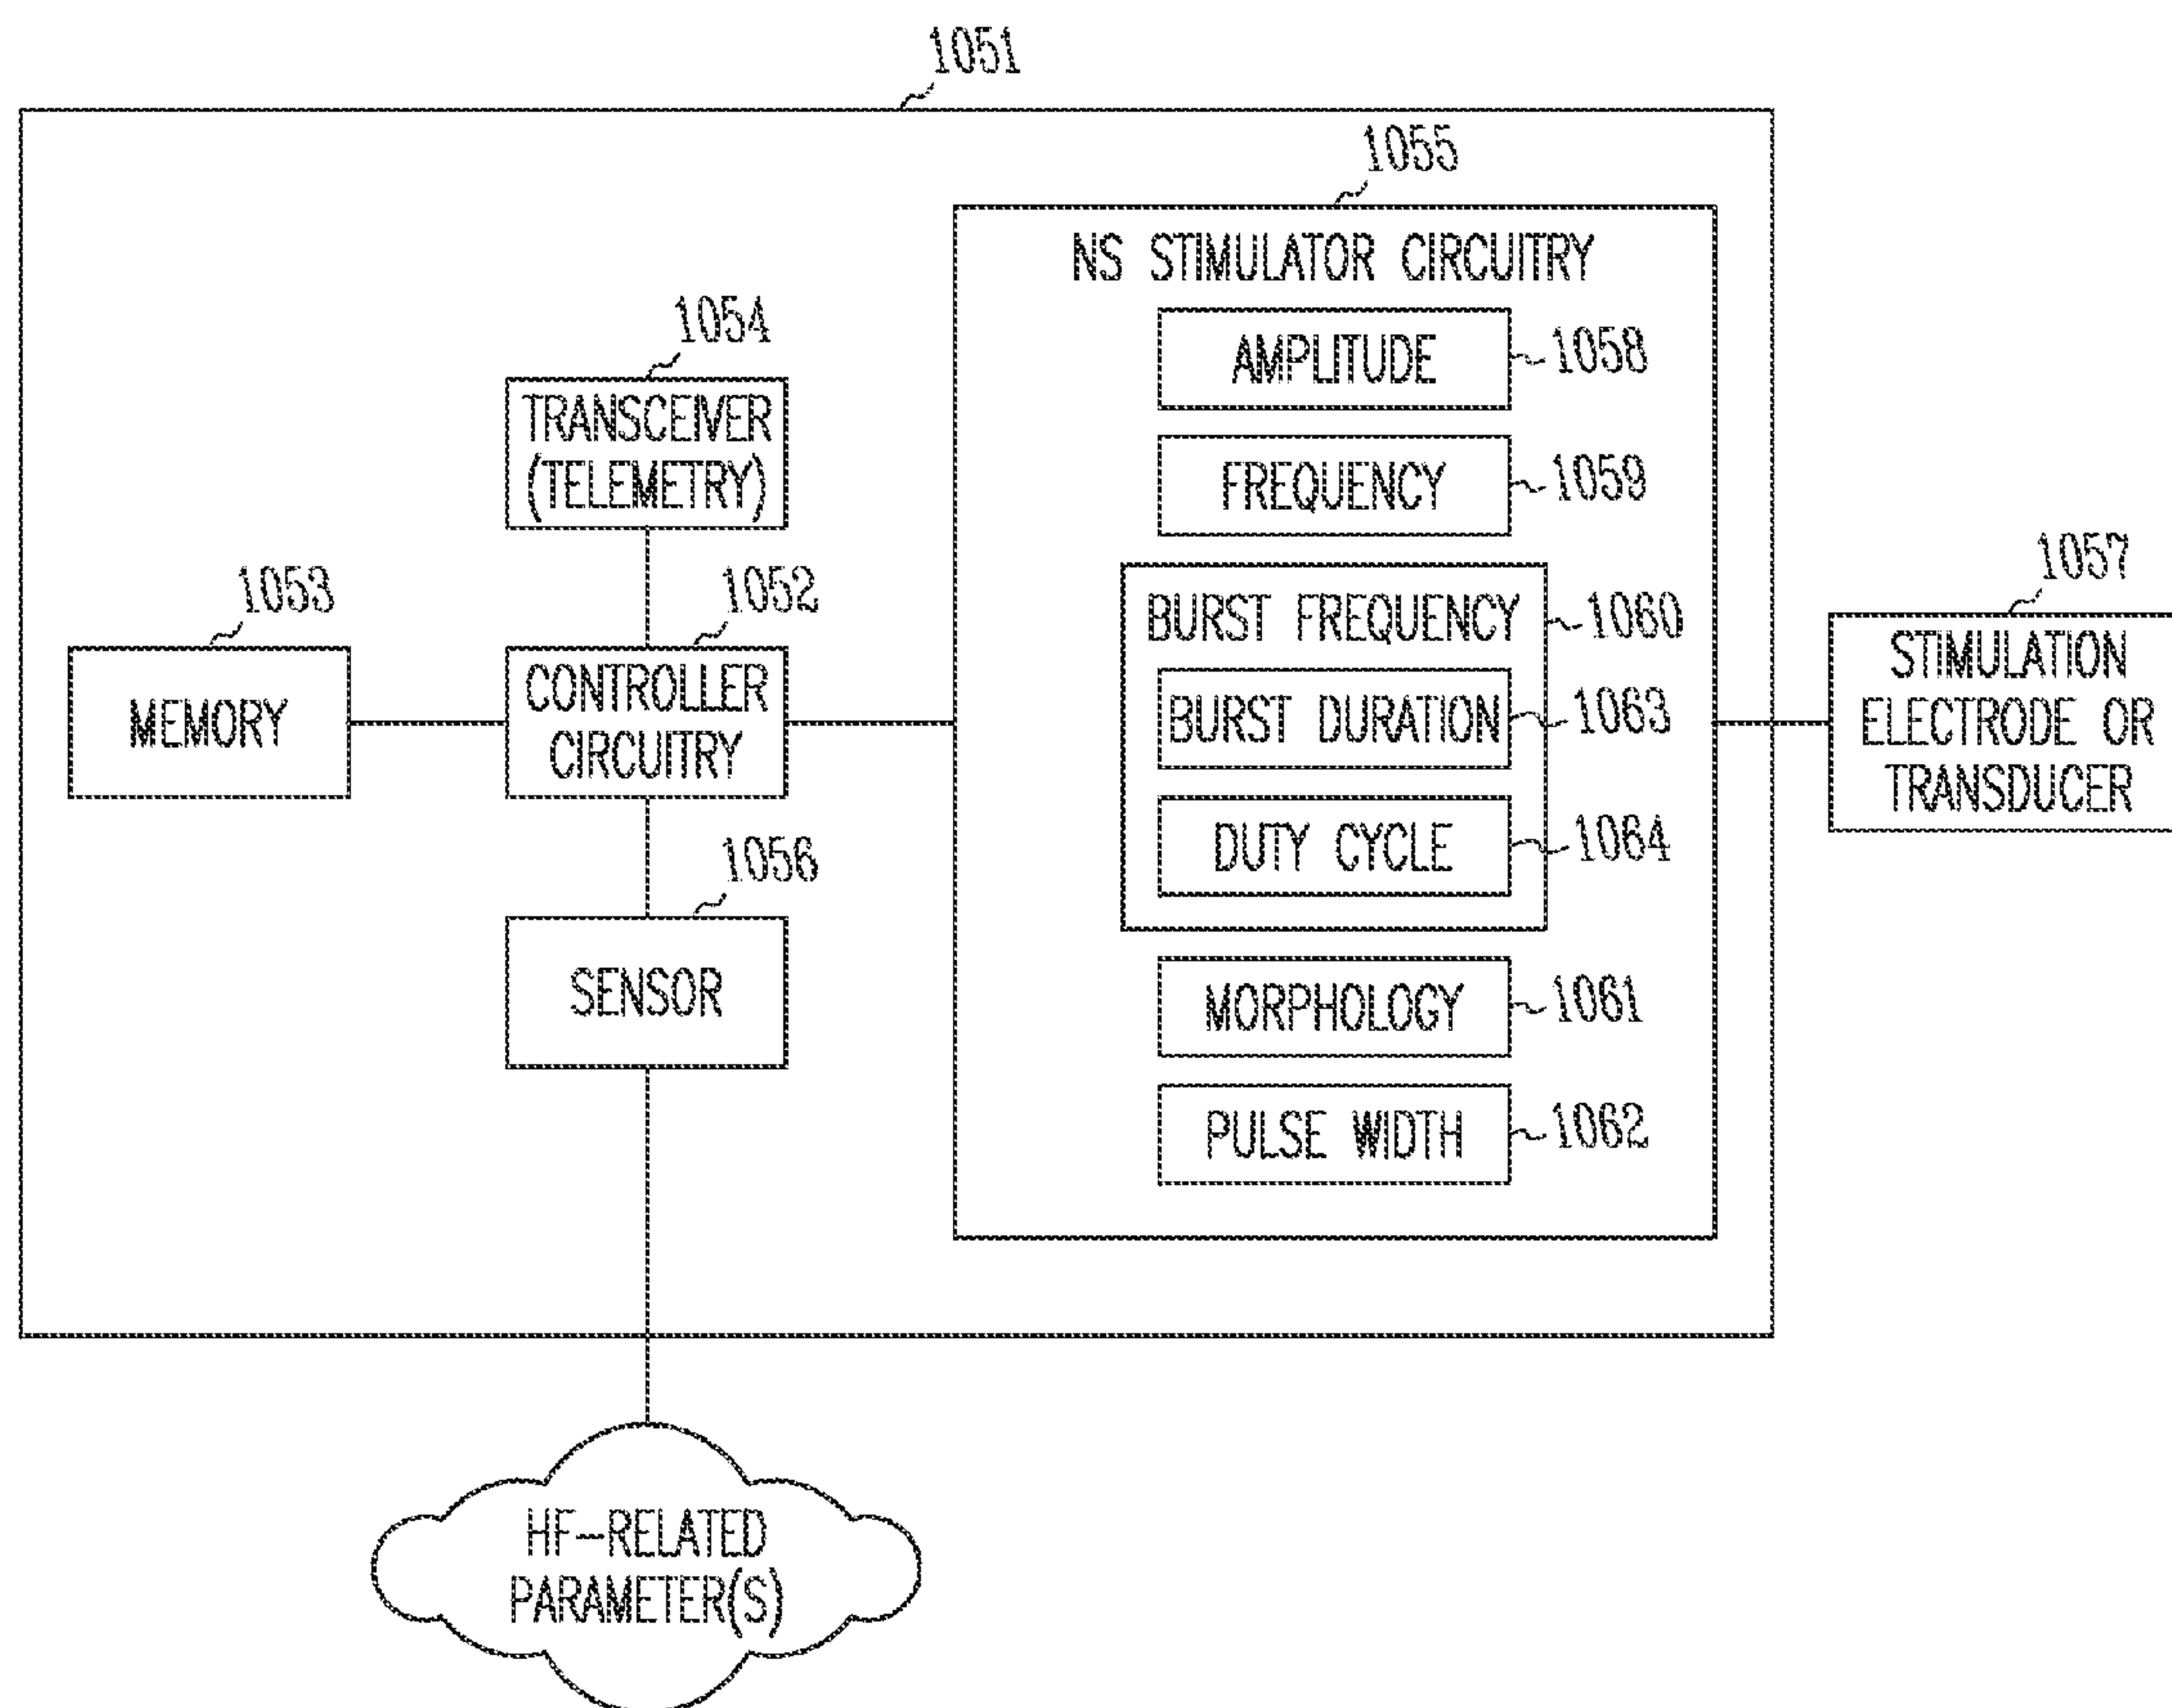 1051
1055
NS STIMULATOR CIRCUITRY
AMPLITUDE
1058
1054
TRANSCEIVER
(TELEMETRY)
FREQUENCY
1059
1053
MEMORY
1052
CONTROLLER
CIRCUITRY
BURST FREQUENCY
1060
BURST DURATION
1063
DUTY CYCLE
1064
1057
STIMULATION
ELECTRODE OR
TRANSDUCER
1056
SENSOR
MORPHOLOGY
1061
PULSE WIDTH
1062
HF-RELATED
PARAMETER(S)